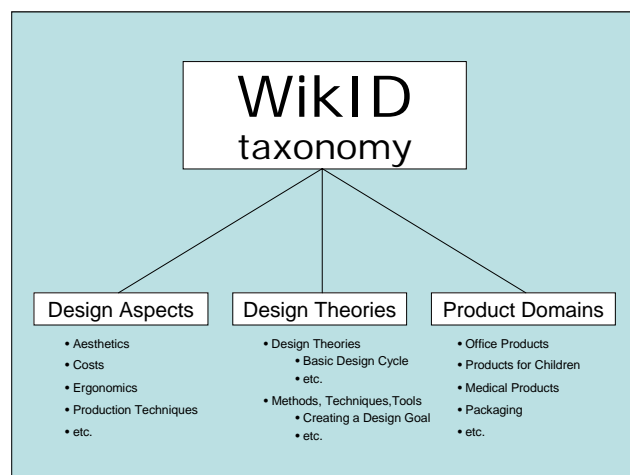 WikID
taxonomy
Design Aspects
• Aesthetics
• Costs
• Ergonomics
• Production Techniques
• etc.
Design Theories
• Design Theories
• Basic Design Cycle
• etc.
• Methods, Techniques,Tools
• Creating a Design Goal
• etc.
Product Domains
• Office Products
• Products for Children
• Medical Products
• Packaging
• etc.